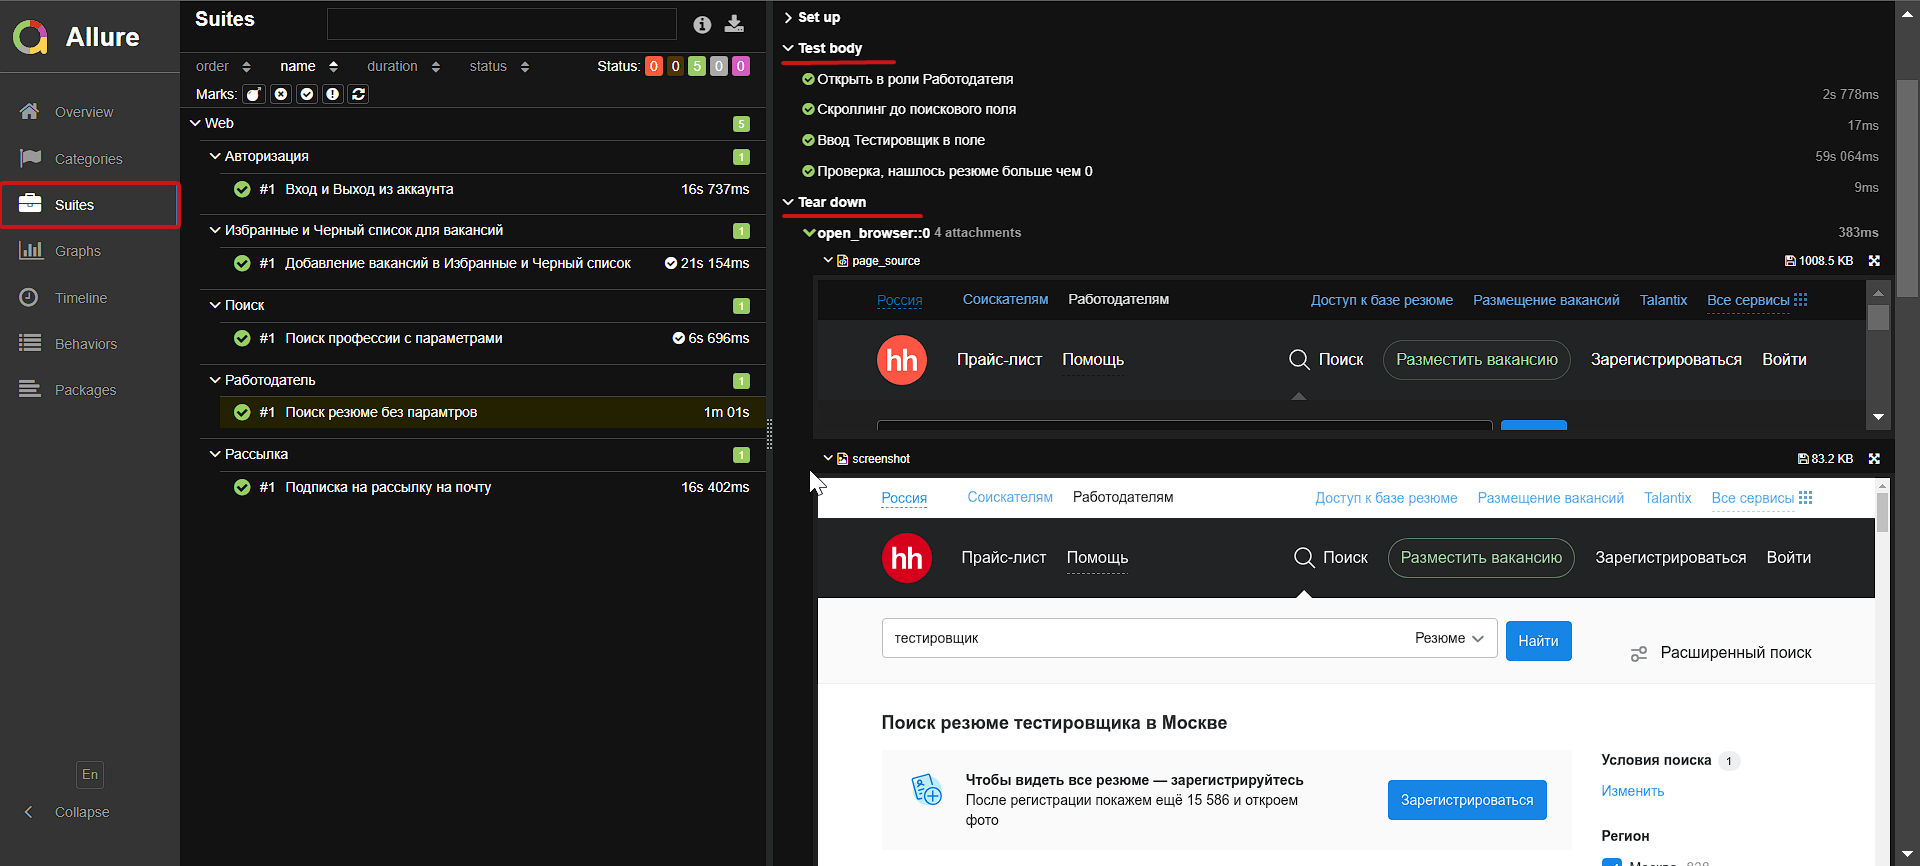 Allure
Overview
Categories
Suites
Graphs
Timeline
Behaviors
Packages
En
Collapse
Suites
order name duration status Status: 0 0 5 0 0
Marks:
Web 5
Авторизация 1
#1 Вход и Выход из аккаунта 16s 737ms
Избранные и Черный список для вакансий 1
#1 Добавление вакансий в Избранные и Черный список 21s 154ms
Поиск 1
#1 Поиск профессии с параметрами 6s 696ms
Работодатель 1
#1 Поиск резюме без парамтров 1m 01s
Рассылка 1
#1 Подписка на рассылку на почту 16s 402ms
Set up
Test body
Открыть в роли Работодателя
2s 778ms
Скроллинг до поискового поля
17ms
Ввод Тестировщик в поле
59s 064ms
Проверка, нашлось резюме больше чем 0
9ms
Tear down
open_browser::0 4 attachments 383ms
page_source 1008.5 KB
Россия Соискателям Работодателям Доступ к базе резюме Размещение вакансий Talantix Все сервисы
hh Прайс-лист Помощь Поиск Разместить вакансию Зарегистрироваться Войти
screenshot 83.2 KB
Россия Соискателям Работодателям Доступ к базе резюме Размещение вакансий Talantix Все сервисы
hh Прайс-лист Помощь Поиск Разместить вакансию Зарегистрироваться Войти
тестировщик Резюме Найти Расширенный поиск
Поиск резюме тестировщика в Москве
Чтобы видеть все резюме — зарегистрируйтесь
После регистрации покажем ещё 15 586 и откроем
фото
Зарегистрироваться
Условия поиска 1
Изменить
Регион